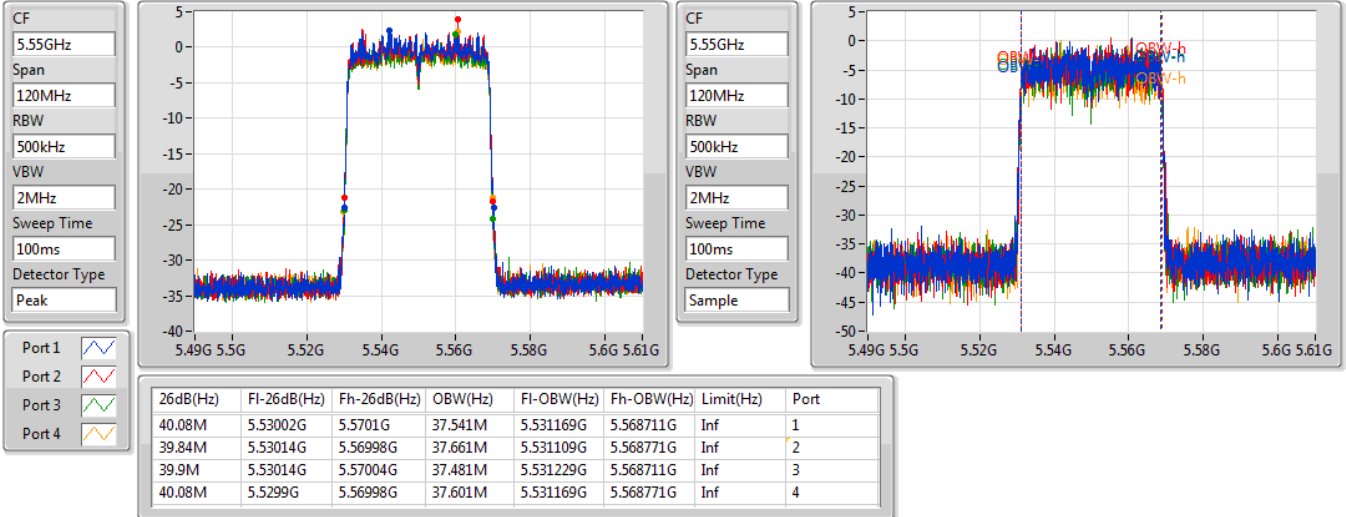 CF
5.55GHz
Span
120MHz
RBW
500kHz
VBW
2MHz
Sweep Time
100ms
Detector Type
Peak
5
0
-5
-10
-15
-20
-25
-30
-35
-40
5.49G 5.5G 5.52G 5.54G 5.56G 5.58G 5.6G 5.61G
CF
5.55GHz
Span
120MHz
RBW
500kHz
VBW
2MHz
Sweep Time
100ms
Detector Type
Sample
5
0
-5
-10
-15
-20
-25
-30
-35
-40
-45
-50
OBW-h
OBW-h
OBW-h
5.49G 5.5G 5.52G 5.54G 5.56G 5.58G 5.6G 5.61G
Port 1
Port 2
Port 3
Port 4
26dB(Hz) Fl-26dB(Hz) Fh-26dB(Hz) OBW(Hz) Fl-OBW(Hz) Fh-OBW(Hz) Limit(Hz) Port
40.08M 5.53002G 5.5701G 37.541M 5.531169G 5.568711G Inf 1
39.84M 5.53014G 5.56998G 37.661M 5.531109G 5.568771G Inf 2
39.9M 5.53014G 5.57004G 37.481M 5.531229G 5.568711G Inf 3
40.08M 5.5299G 5.56998G 37.601M 5.531169G 5.568771G Inf 4